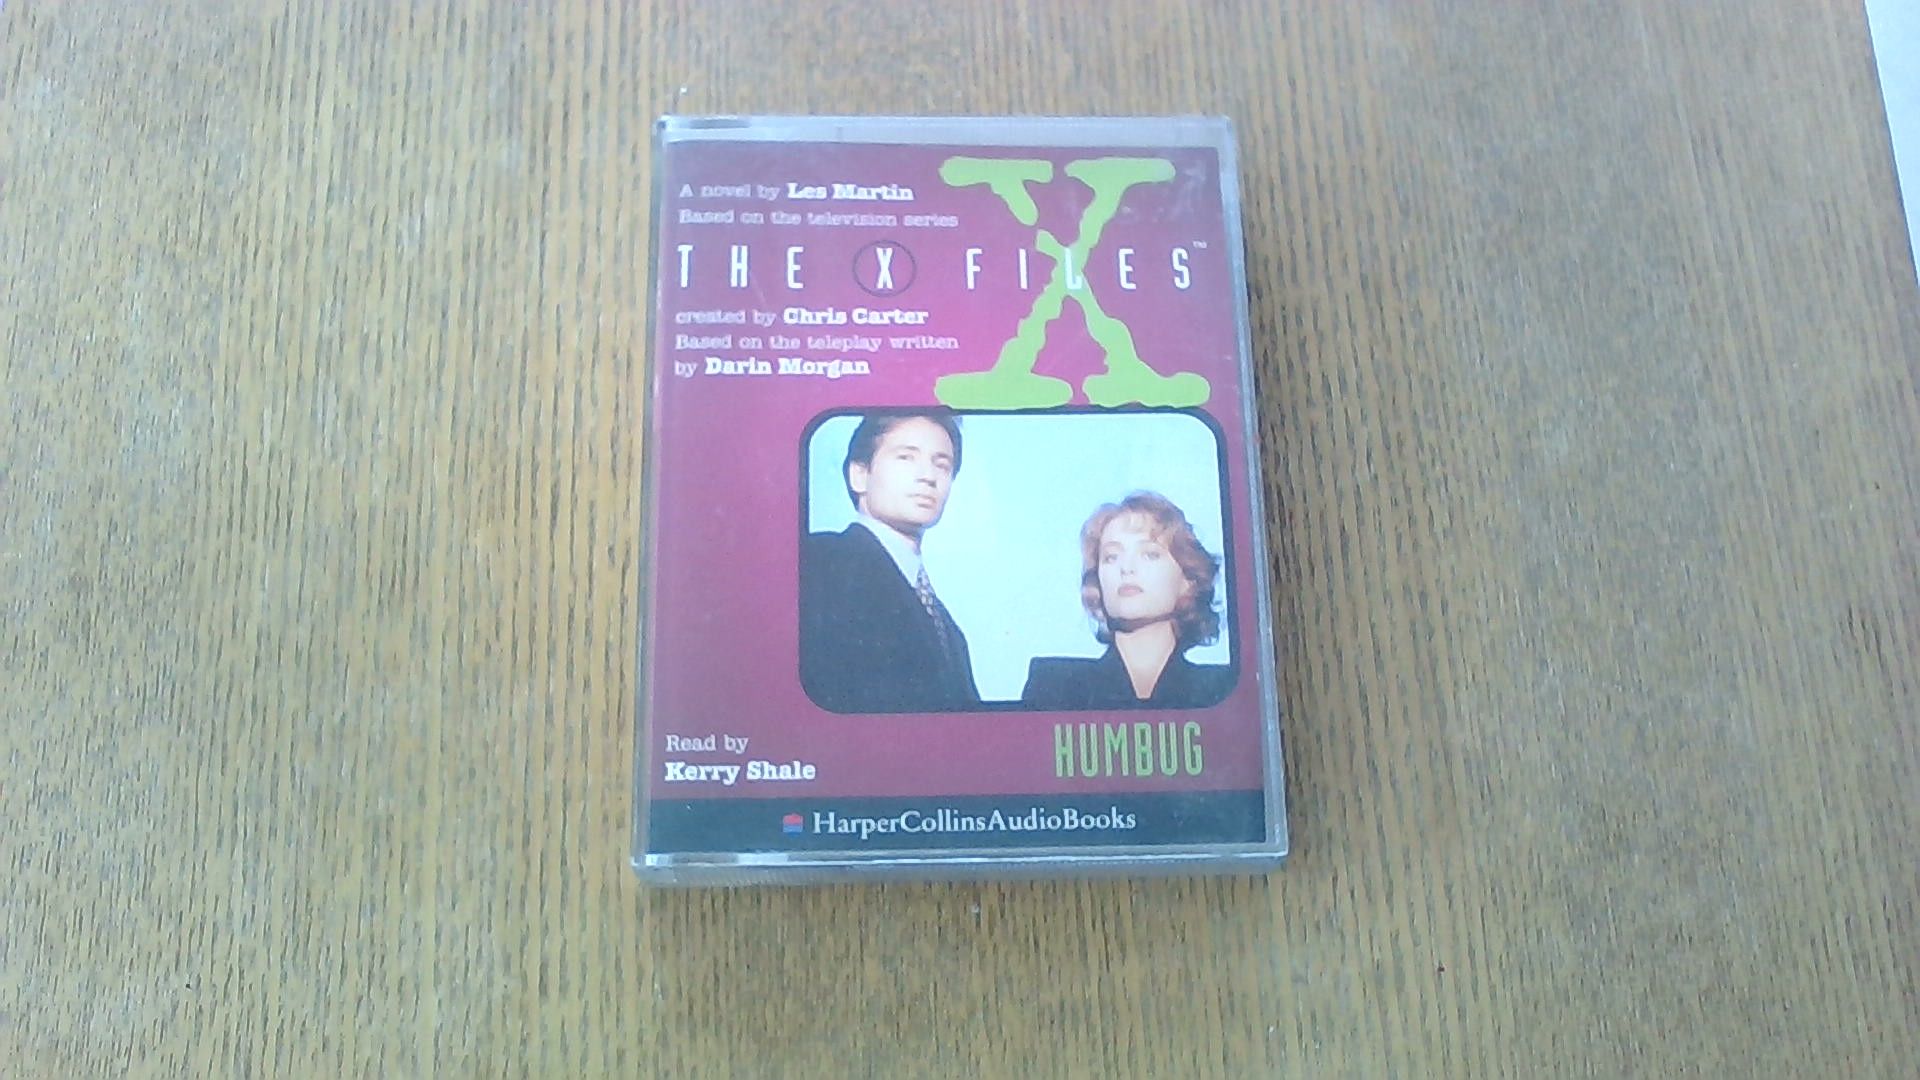 A novel by Les Martin
Based on the television series
THE X FILES™
created by Chris Carter
Based on the teleplay written
by Darin Morgan
X
HUMBUG
Read by
Kerry Shale
HarperCollinsAudioBooks